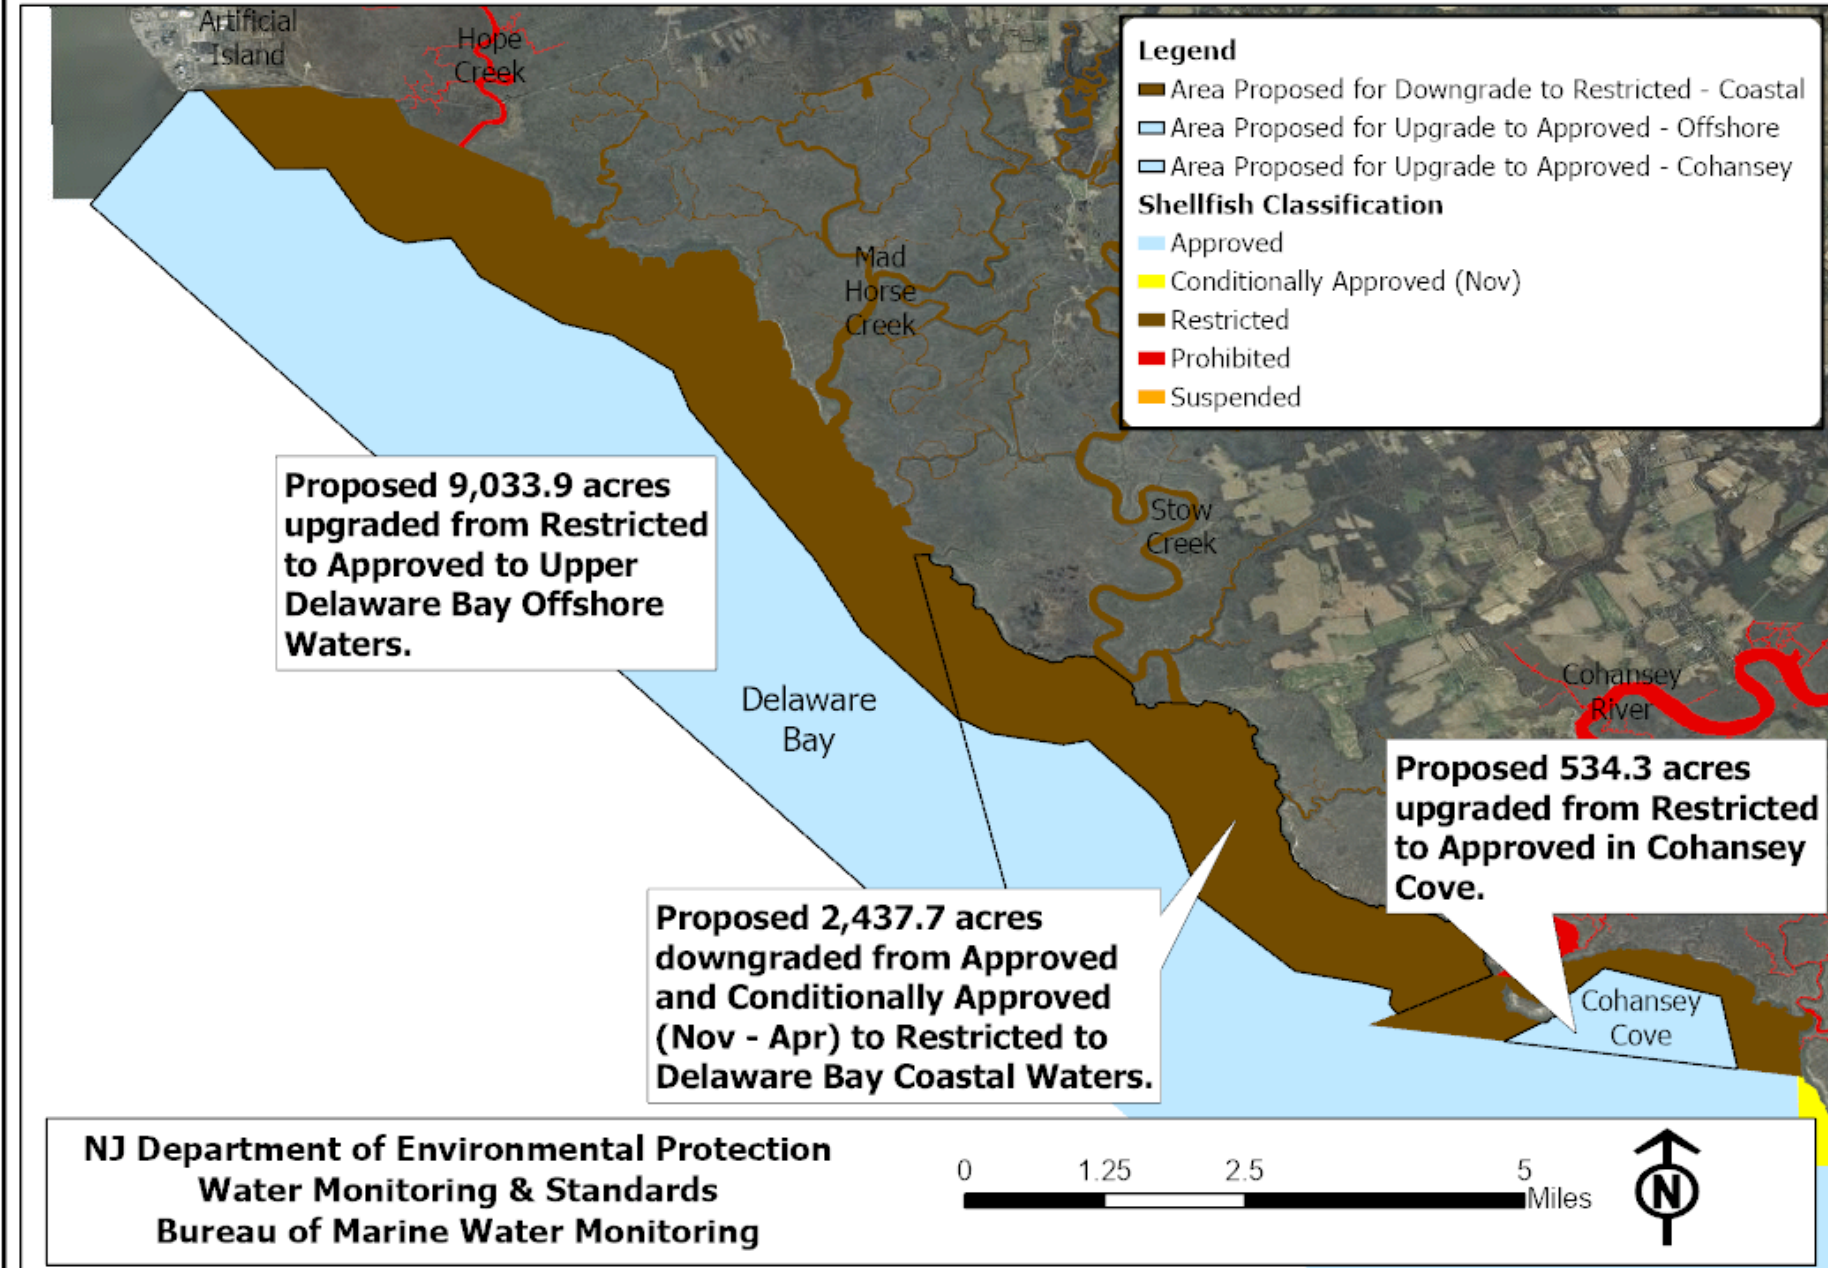 Artificial
Island
Hope
Creek
Legend
Area Proposed for Downgrade to Restricted - Coastal
Area Proposed for Upgrade to Approved - Offshore
Area Proposed for Upgrade to Approved - Cohansey
Shellfish Classification
Approved
Conditionally Approved (Nov)
Restricted
Prohibited
Suspended
Mad
Horse
Creek
Proposed 9,033.9 acres
upgraded from Restricted
to Approved to Upper
Delaware Bay Offshore
Waters.
Stow
Creek
Delaware
Bay
Cohansey
River
Proposed 534.3 acres
upgraded from Restricted
to Approved in Cohansey
Cove.
Proposed 2,437.7 acres
downgraded from Approved
and Conditionally Approved
(Nov - Apr) to Restricted to
Delaware Bay Coastal Waters.
Cohansey
Cove
NJ Department of Environmental Protection
Water Monitoring & Standards
Bureau of Marine Water Monitoring
0 1.25 2.5 5
Miles
N